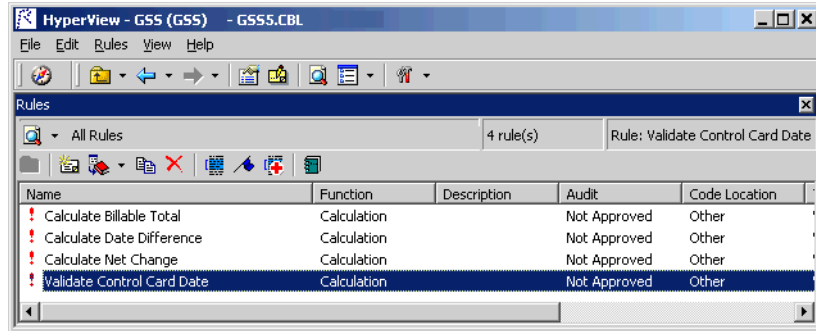 HyperView - GSS (GSS) - GSS5.CBL
File Edit Rules View Help
Rules
All Rules 4 rule(s) Rule: Validate Control Card Date
Name Function Description Audit Code Location
Calculate Billable Total Calculation Not Approved Other
Calculate Date Difference Calculation Not Approved Other
Calculate Net Change Calculation Not Approved Other
Validate Control Card Date Calculation Not Approved Other